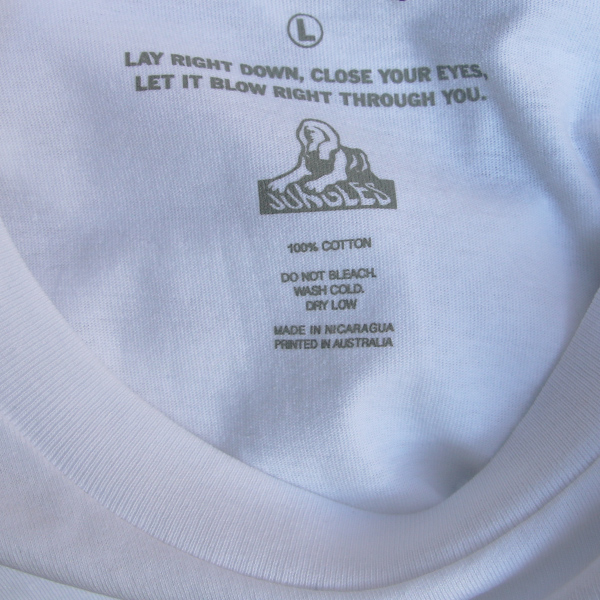 L
LAY RIGHT DOWN, CLOSE YOUR EYES,
LET IT BLOW RIGHT THROUGH YOU.
JUNGLES
100% COTTON
DO NOT BLEACH.
WASH COLD.
DRY LOW
MADE IN NICARAGUA
PRINTED IN AUSTRALIA